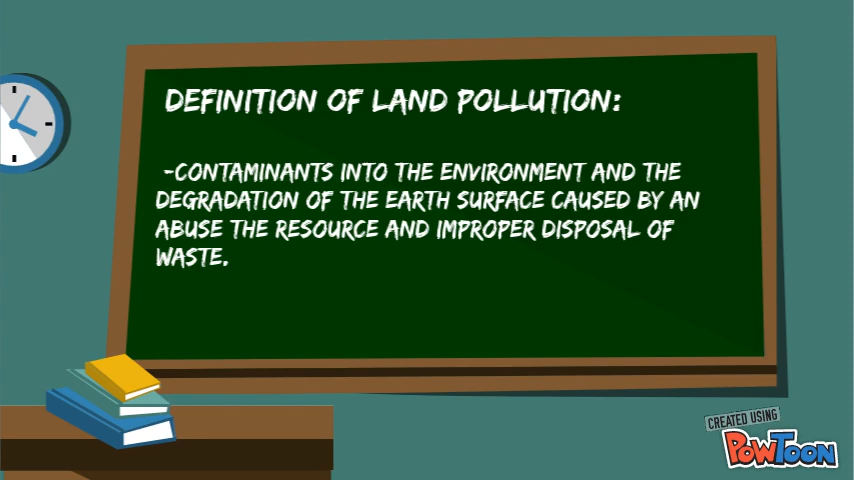 DEFINITION OF LAND POLLUTION:
-CONTAMINANTS INTO THE ENVIRONMENT AND THE
DEGRADATION OF THE EARTH SURFACE CAUSED BY AN
ABUSE THE RESOURCE AND IMPROPER DISPOSAL OF
WASTE.
CREATED USING
POWTOON